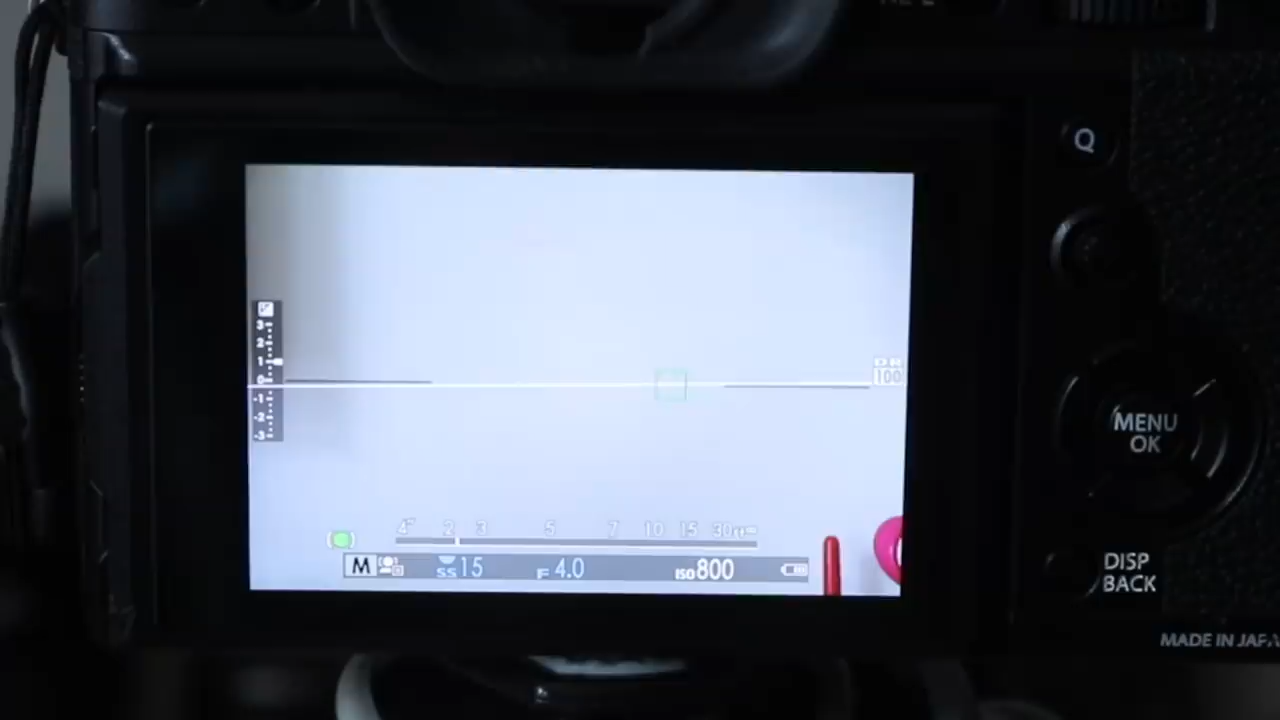 Q
3
2
1
0
-1
-2
-3
DR
100
4" 2 3 5 7 10 15 30
M SS 15 F 4.0 ISO 800
MENU
OK
DISP
BACK
MADE IN JAPA